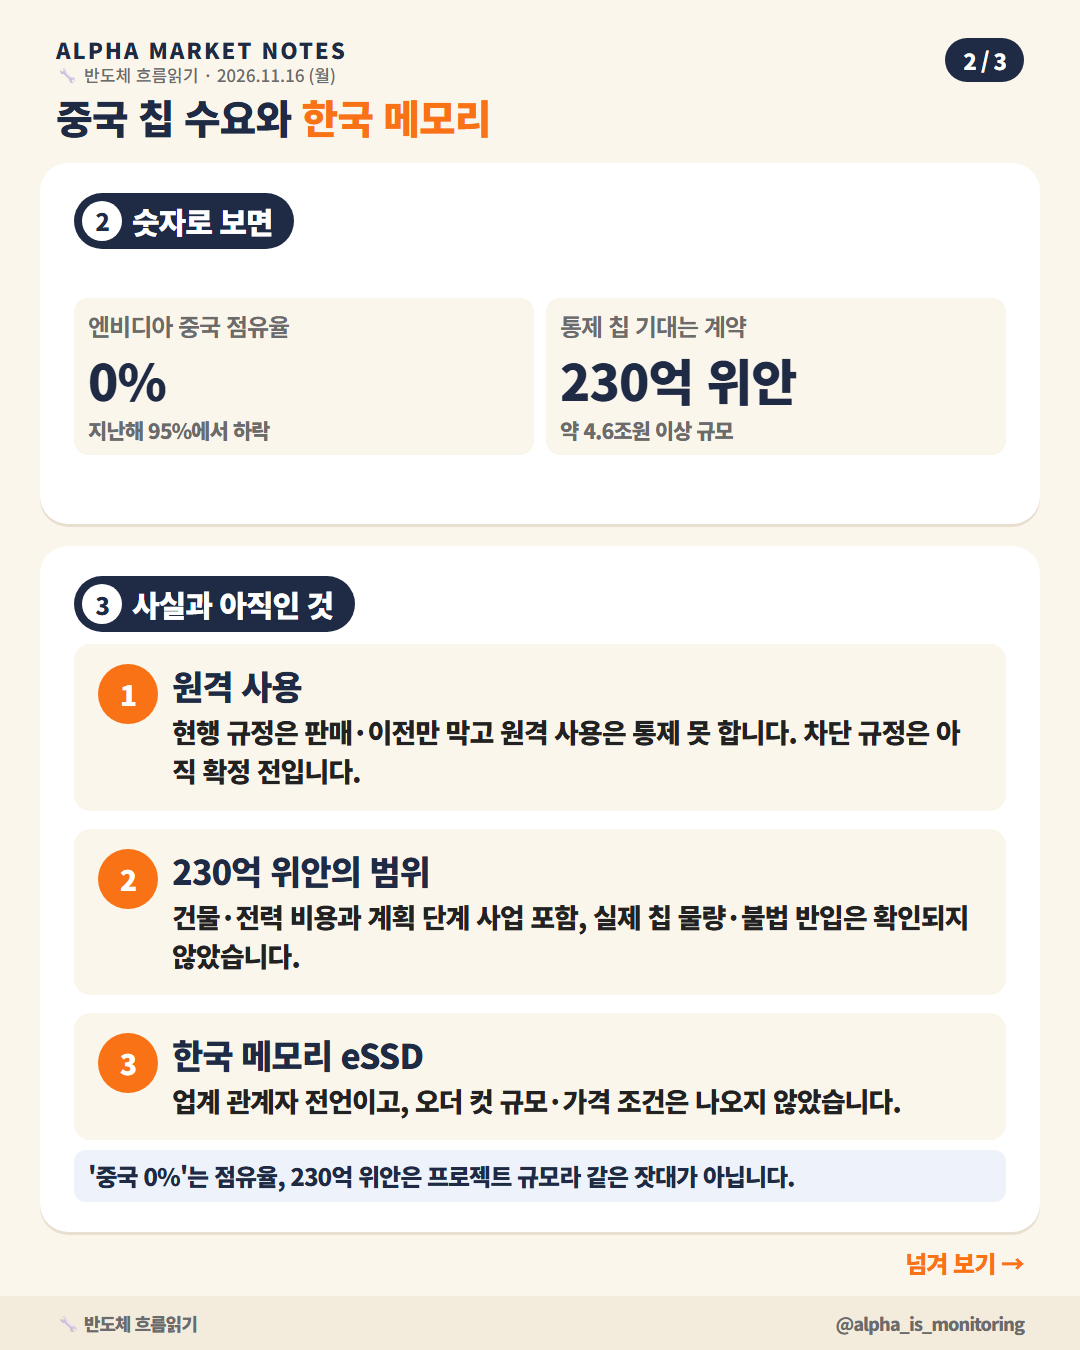 ALPHA MARKET NOTES
반도체 흐름읽기 · 2026.11.16 (월)
2 / 3
중국 칩 수요와 한국 메모리
2 숫자로 보면
엔비디아 중국 점유율
0%
지난해 95%에서 하락
통제 칩 기대는 계약
230억 위안
약 4.6조원 이상 규모
3 사실과 아직인 것
1 원격 사용
현행 규정은 판매·이전만 막고 원격 사용은 통제 못 합니다. 차단 규정은 아
직 확정 전입니다.
2 230억 위안의 범위
건물·전력 비용과 계획 단계 사업 포함, 실제 칩 물량·불법 반입은 확인되지
않았습니다.
3 한국 메모리 eSSD
업계 관계자 전언이고, 오더 컷 규모·가격 조건은 나오지 않았습니다.
'중국 0%'는 점유율, 230억 위안은 프로젝트 규모라 같은 잣대가 아닙니다.
넘겨 보기 →
반도체 흐름읽기
@alpha_is_monitoring